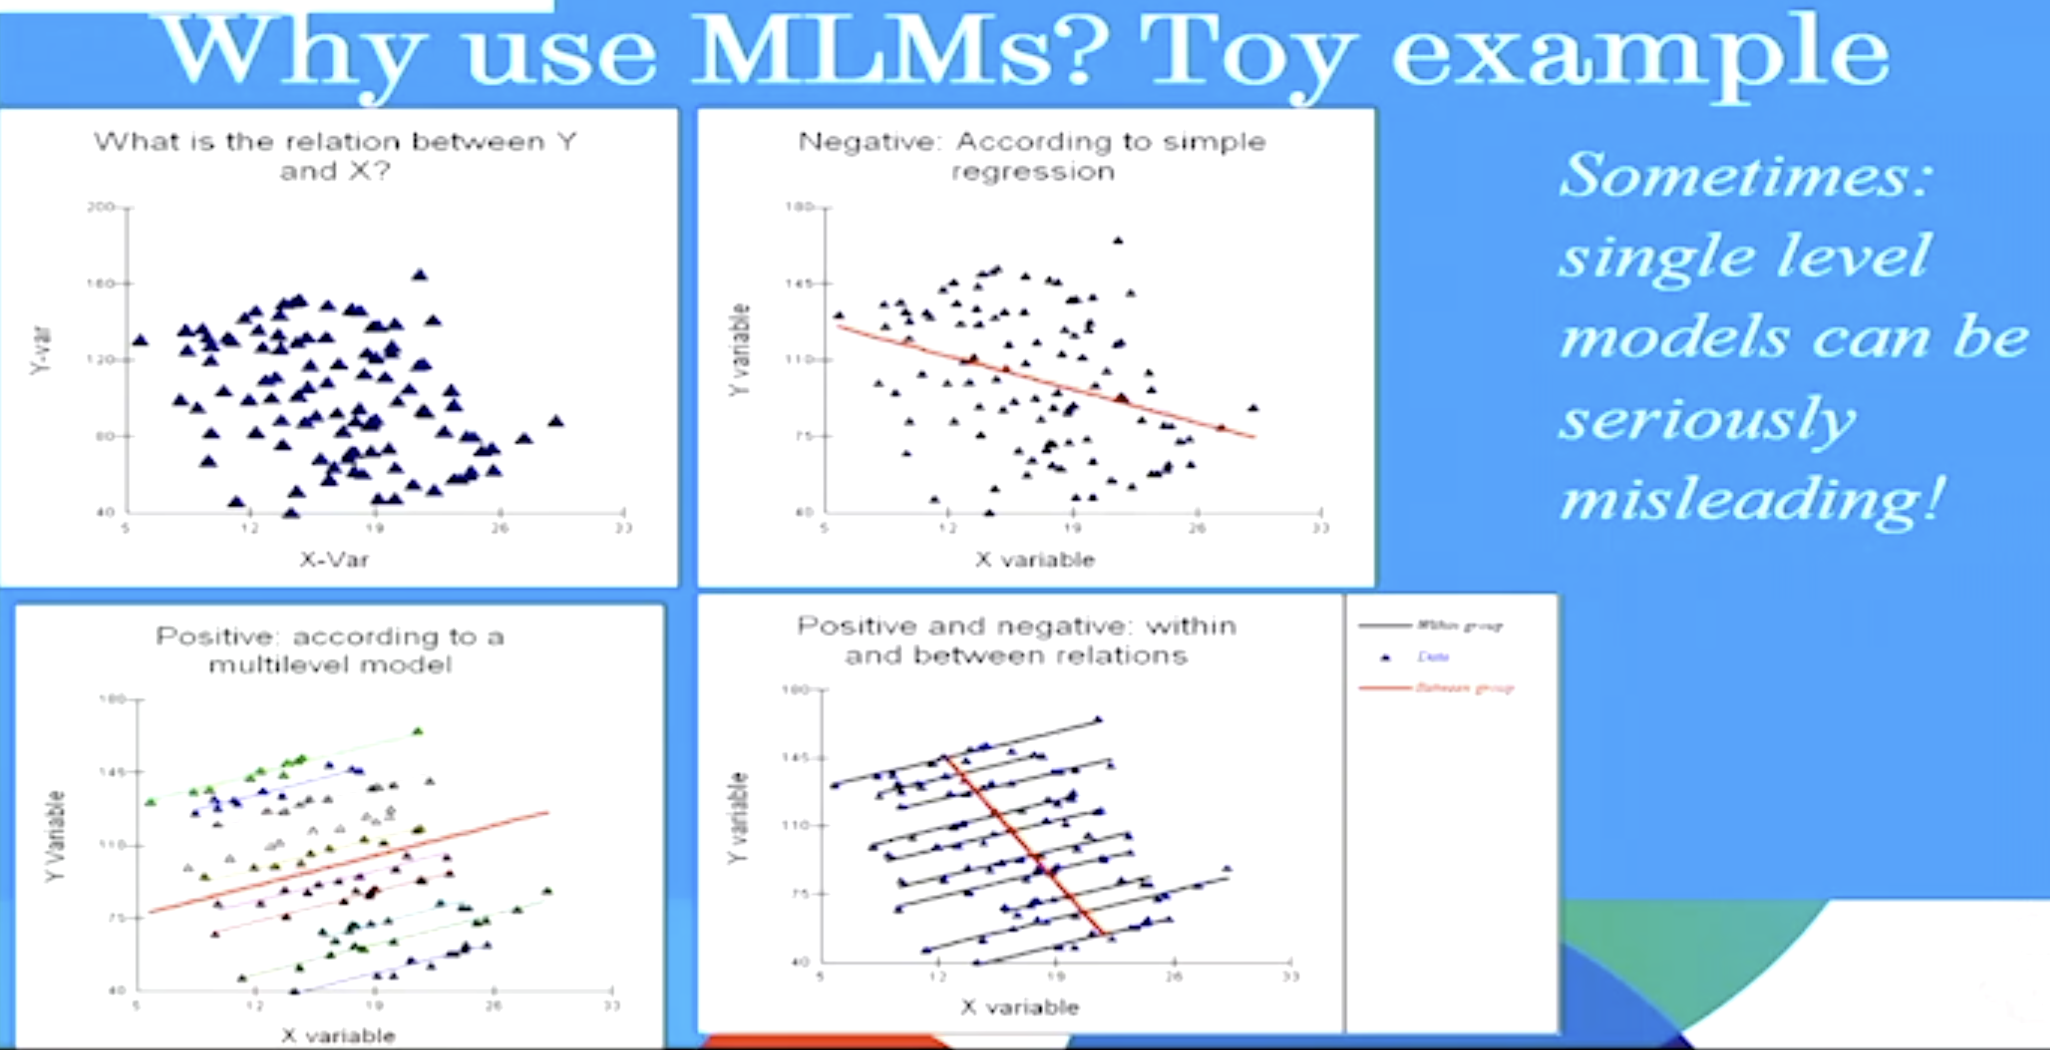 Why use MLMs? Toy example
What is the relation between Y
and X?
200
160
120
80
40
5
12
19
26
33
Y-var
X-Var
Negative: According to simple
regression
180
145
110
75
40
5
12
19
26
33
Y variable
X variable
Sometimes:
single level
models can be
seriously
misleading!
Positive: according to a
multilevel model
180
145
110
75
40
5
12
19
26
33
Y Variable
X variable
Positive and negative: within
and between relations
180
145
110
75
40
5
12
19
26
33
Y variable
X variable
Within group
Data
Between group